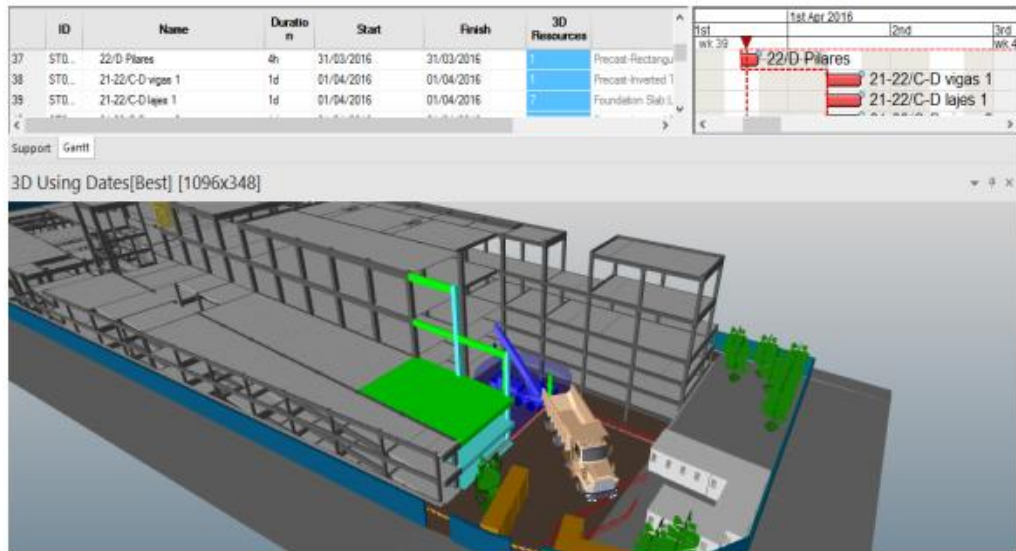 1st Apr 2016
ID Name Duratio n Start Finish 3D Resources
1st 2nd 3rd
wk 39 wk 4
37 ST0... 22/D Pilares 4h 31/03/2016 31/03/2016 1 Precast-Rectangu
22/D Pilares
38 ST0... 21-22/C-D vigas 1 1d 01/04/2016 01/04/2016 1 Precast-Inverted T
21-22/C-D vigas 1
39 ST0... 21-22/C-D lajes 1 1d 01/04/2016 01/04/2016 7 Foundation Slab:L
21-22/C-D lajes 1
Support Gantt
3D Using Dates[Best] [1096x348]